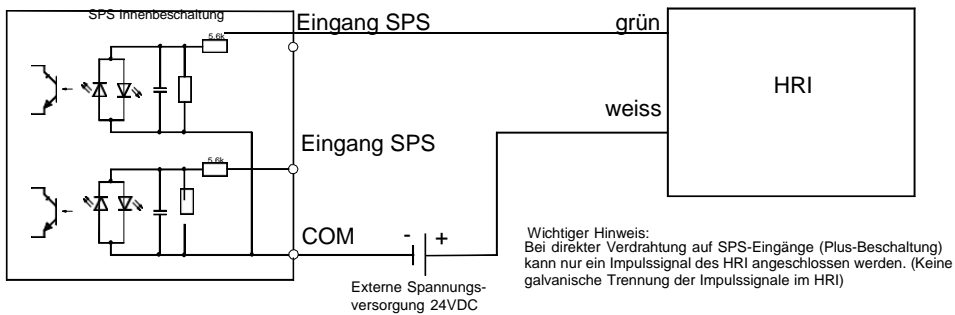 SPS Innenbeschaltung
Eingang SPS
grün
5.6k
HRI
weiss
Eingang SPS
5.6k
COM
- +
Wichtiger Hinweis:
Bei direkter Verdrahtung auf SPS-Eingänge (Plus-Beschaltung)
kann nur ein Impulssignal des HRI angeschlossen werden. (Keine
galvanische Trennung der Impulssignale im HRI)
Externe Spannungs-
versorgung 24VDC